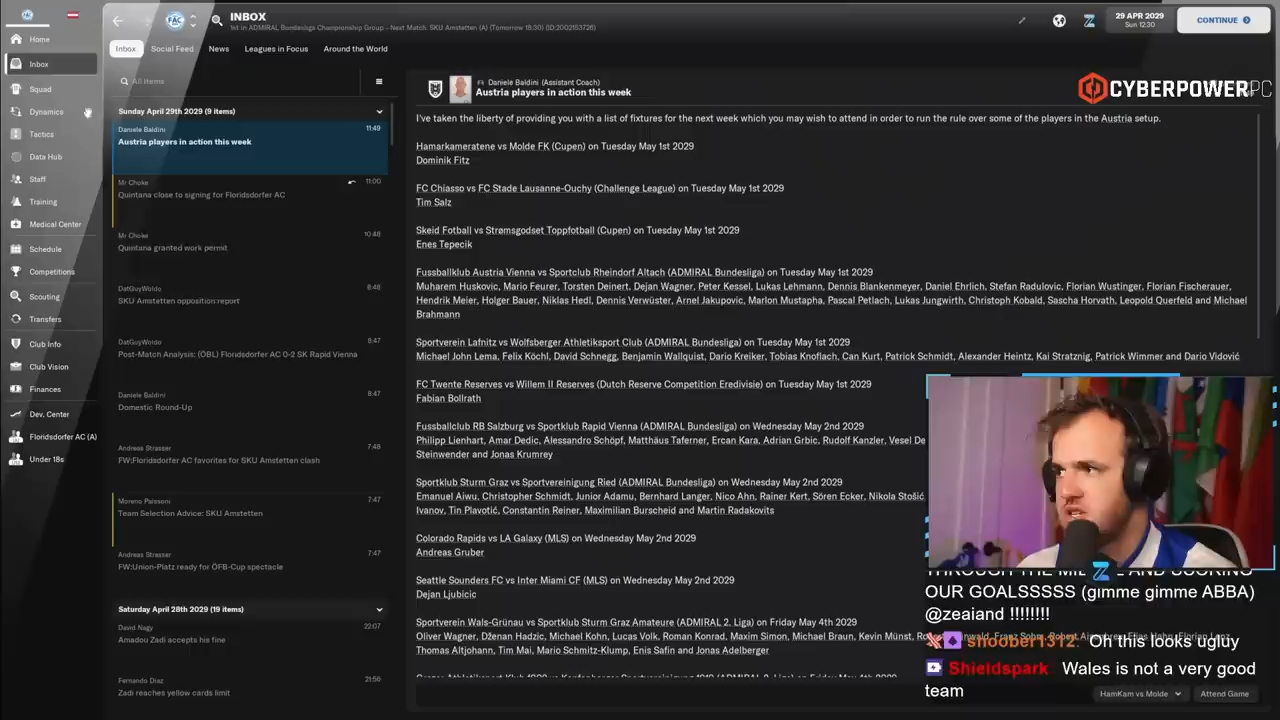 INBOX
1st in ADMIRAL Bundesliga Championship Group - Next Match: SKU Amstetten (A) (Tomorrow 18:30) (ID:2002153726)
29 APR 2029
Sun 12:30
CONTINUE
Home
Inbox
Squad
Dynamics
Tactics
Data Hub
Staff
Training
Medical Center
Schedule
Competitions
Scouting
Transfers
Club Info
Club Vision
Finances
Dev. Center
Floridsdorfer AC (A)
Under 18s
Inbox
Social Feed
News
Leagues in Focus
Around the World
All Items
Sunday April 29th 2029 (9 items)
Daniele Baldini
11:49
Austria players in action this week
Mr Choke
11:00
Quintana close to signing for Floridsdorfer AC
Mr Choke
10:48
Quintana granted work permit
DatGuyWoldo
8:48
SKU Amstetten opposition report
DatGuyWoldo
8:47
Post-Match Analysis: (ÖBL) Floridsdorfer AC 0-2 SK Rapid Vienna
Daniele Baldini
8:47
Domestic Round-Up
Andreas Strasser
7:48
FW:Floridsdorfer AC favorites for SKU Amstetten clash
Moreno Paissoni
7:47
Team Selection Advice: SKU Amstetten
Andreas Strasser
7:47
FW:Union-Platz ready for ÖFB-Cup spectacle
Saturday April 28th 2029 (19 items)
David Nagy
22:07
Amadou Zadi accepts his fine
Fernando Díaz
21:56
Zadi reaches yellow cards limit
Daniele Baldini (Assistant Coach)
Austria players in action this week
I've taken the liberty of providing you with a list of fixtures for the next week which you may wish to attend in order to run the rule over some of the players in the Austria setup.
Hamarkameratene vs Molde FK (Cupen) on Tuesday May 1st 2029
Dominik Fitz
FC Chiasso vs FC Stade Lausanne-Ouchy (Challenge League) on Tuesday May 1st 2029
Tim Salz
Skeid Fotball vs Strømsgodset Toppfotball (Cupen) on Tuesday May 1st 2029
Enes Tepecik
Fussballklub Austria Vienna vs Sportclub Rheindorf Altach (ADMIRAL Bundesliga) on Tuesday May 1st 2029
Muharem Huskovic, Mario Feurer, Torsten Deinert, Dejan Wagner, Peter Kessel, Lukas Lehmann, Dennis Blankenmeyer, Daniel Ehrlich, Stefan Radulovic, Florian Wustinger, Florian Fischerauer,
Hendrik Meier, Holger Bauer, Niklas Hedl, Dennis Verwüster, Arnel Jakupovic, Marlon Mustapha, Pascal Petlach, Lukas Jungwirth, Christoph Kobald, Sascha Horvath, Leopold Querfeld and Michael
Brahmann
Sportverein Lafnitz vs Wolfsberger Athletiksport Club (ADMIRAL Bundesliga) on Tuesday May 1st 2029
Michael John Lema, Felix Köchl, David Schnegg, Benjamin Wallquist, Dario Kreiker, Tobias Knoflach, Can Kurt, Patrick Schmidt, Alexander Heintz, Kai Stratznig, Patrick Wimmer and Dario Vidović
FC Twente Reserves vs Willem II Reserves (Dutch Reserve Competition Eredivisie) on Tuesday May 1st 2029
Fabian Bollrath
Fussballclub RB Salzburg vs Sportklub Rapid Vienna (ADMIRAL Bundesliga) on Wednesday May 2nd 2029
Philipp Lienhart, Amar Dedic, Alessandro Schöpf, Matthäus Taferner, Ercan Kara, Adrian Grbic, Rudolf Kanzler, Vesel De
Steinwender and Jonas Krumrey
Sportklub Sturm Graz vs Sportvereinigung Ried (ADMIRAL Bundesliga) on Wednesday May 2nd 2029
Emanuel Aiwu, Christopher Schmidt, Junior Adamu, Bernhard Langer, Nico Ahn, Rainer Kert, Sören Ecker, Nikola Stošić,
Ivanov, Tin Plavotić, Constantin Reiner, Maximilian Burscheid and Martin Radakovits
Colorado Rapids vs LA Galaxy (MLS) on Wednesday May 2nd 2029
Andreas Gruber
Seattle Sounders FC vs Inter Miami CF (MLS) on Wednesday May 2nd 2029
Dejan Ljubicic
Sportverein Wals-Grünau vs Sportklub Sturm Graz Amateure (ADMIRAL 2. Liga) on Friday May 4th 2029
Oliver Wagner, Dženan Hadzic, Michael Kohn, Lucas Volk, Roman Konrad, Maxim Simon, Michael Braun, Kevin Münst,
Thomas Altjohann, Tim Mai, Mario Schmitz-Klump, Enis Safin and Jonas Adelberger
HamKam vs Molde
Attend Game
CYBERPOWERPC
THROUGH THE AND SCORING
OUR GOALSSSSS (gimme gimme ABBA)
@zealand !!!!!!!!
shoober1312: Oh this looks ugluy
Shieldspark: Wales is not a very good
team